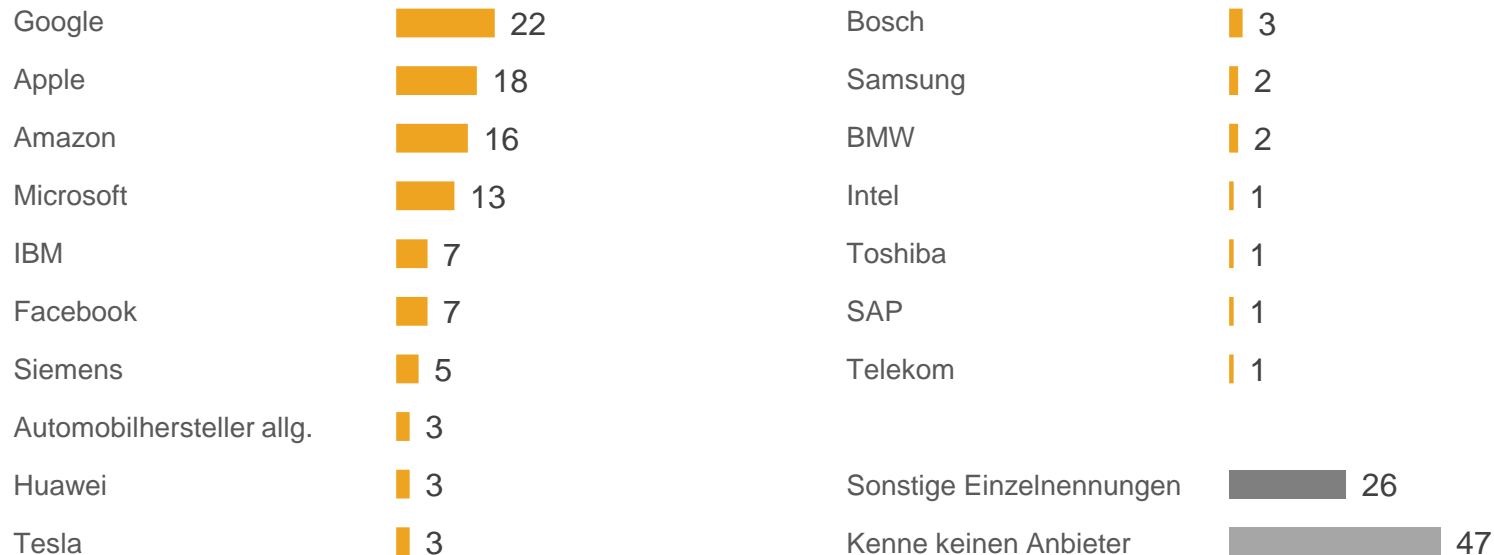 Google 22
Apple 18
Amazon 16
Microsoft 13
IBM 7
Facebook 7
Siemens 5
Automobilhersteller allg. 3
Huawei 3
Tesla 3
Bosch 3
Samsung 2
BMW 2
Intel 1
Toshiba 1
SAP 1
Telekom 1
Sonstige Einzelnennungen 26
Kenne keinen Anbieter 47